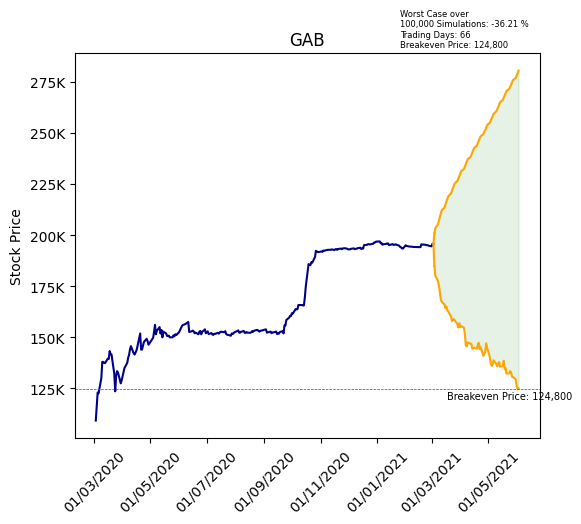 Worst Case over
100,000 Simulations: -36.21 %
Trading Days: 66
Breakeven Price: 124,800
GAB
Stock Price
275K
250K
225K
200K
175K
150K
125K
Breakeven Price: 124,800
01/03/2020
01/05/2020
01/07/2020
01/09/2020
01/11/2020
01/01/2021
01/03/2021
01/05/2021